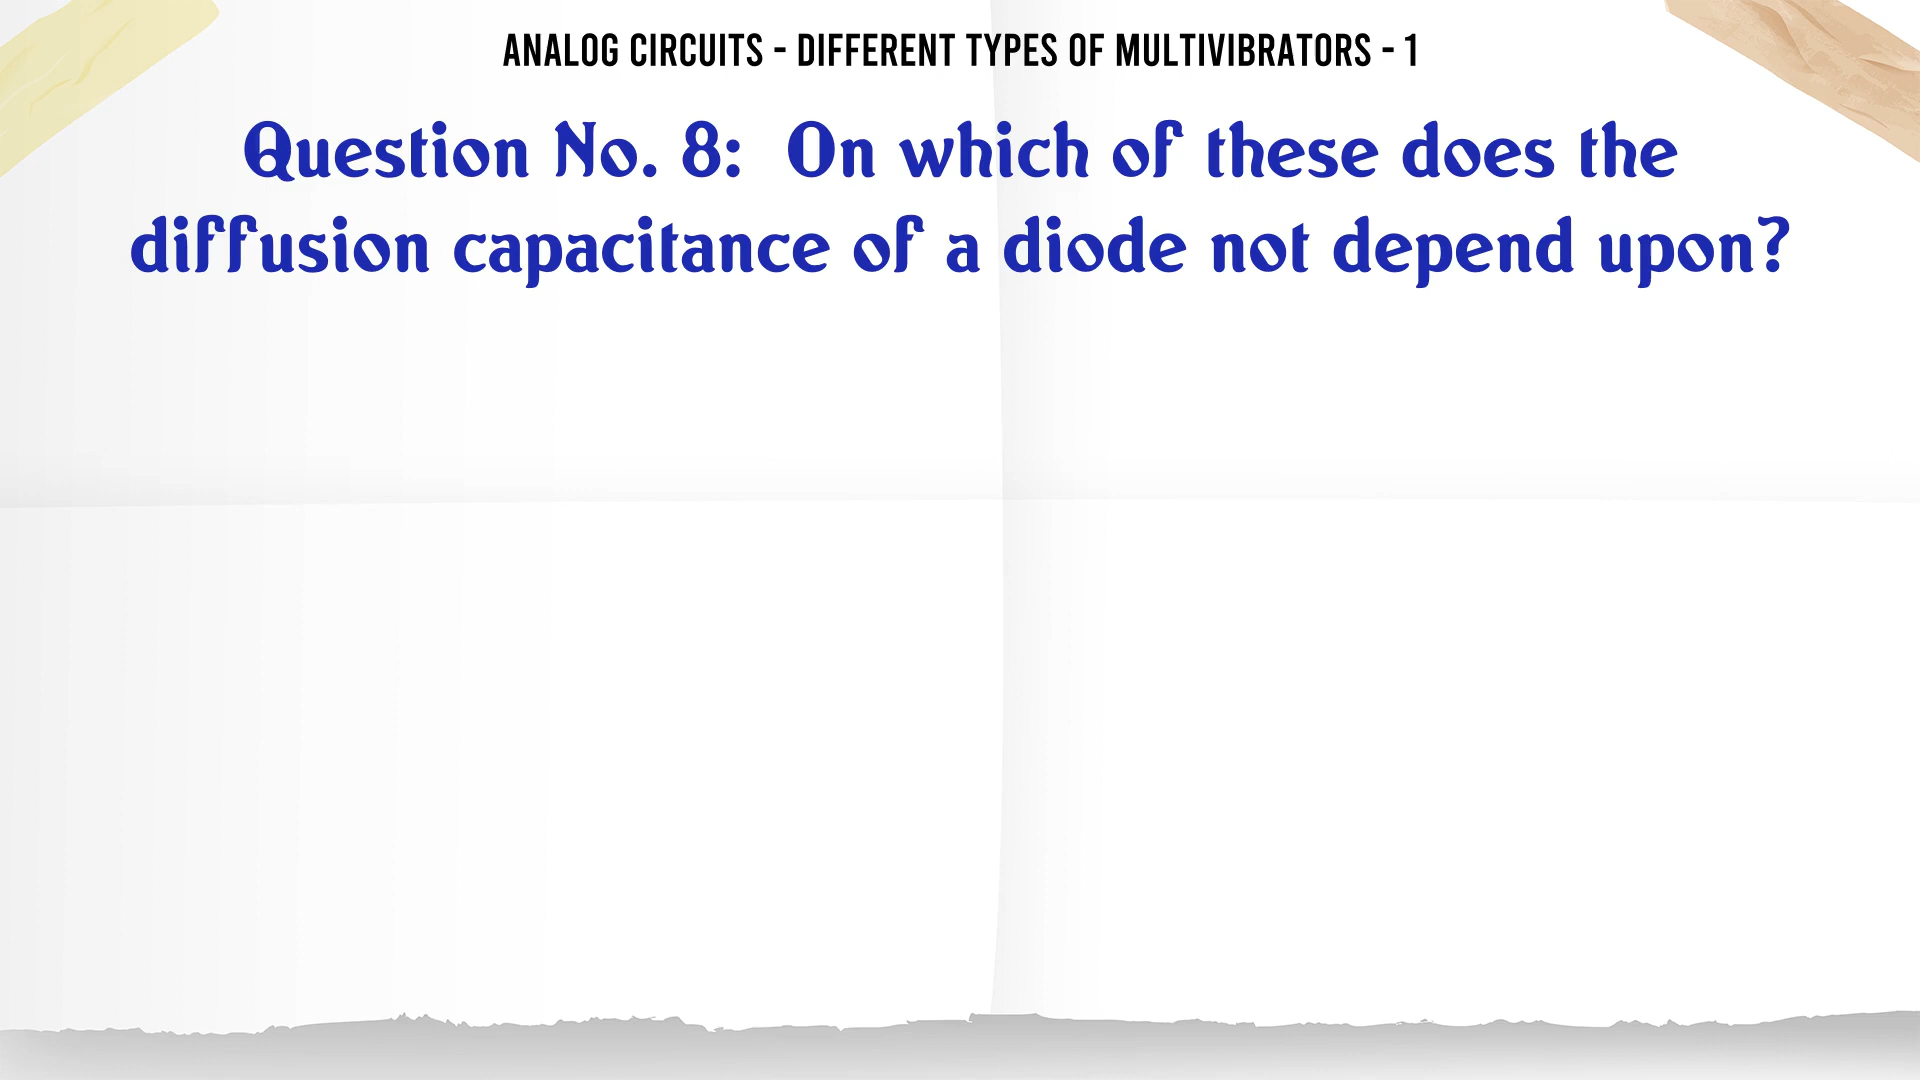 ANALOG CIRCUITS - DIFFERENT TYPES OF MULTIVIBRATORS - 1
Question No. 8:  On which of these does the
diffusion capacitance of a diode not depend upon?